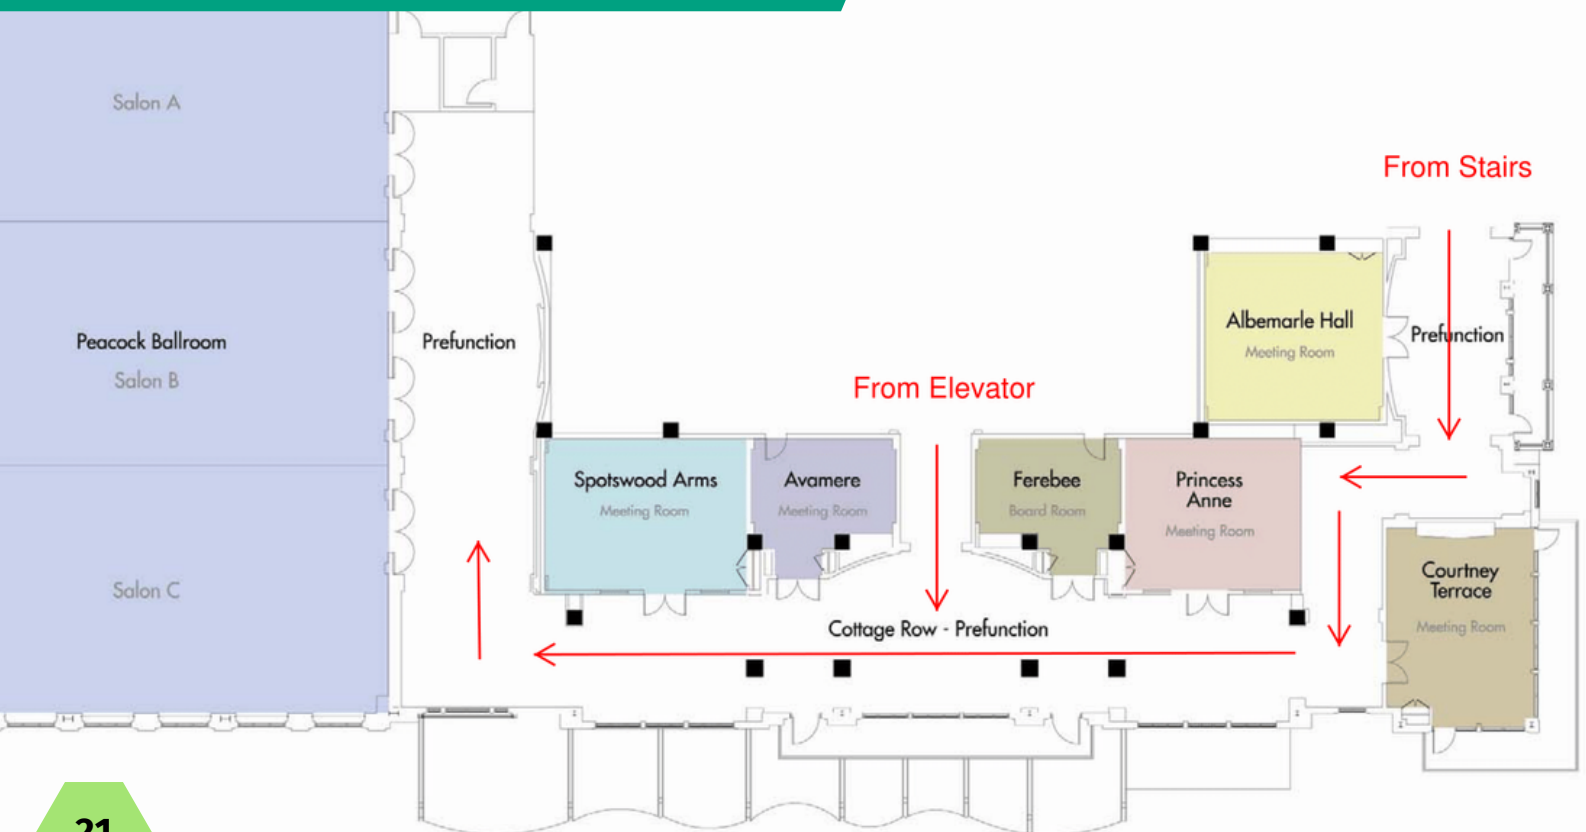 Salon A
From Stairs
Albemarle Hall
Meeting Room
Prefunction
Peacock Ballroom
Salon B
Prefunction
From Elevator
Spotswood Arms
Meeting Room
Avamere
Meeting Room
Ferebee
Board Room
Princess
Anne
Meeting Room
Salon C
Courtney
Terrace
Meeting Room
Cottage Row - Prefunction
21